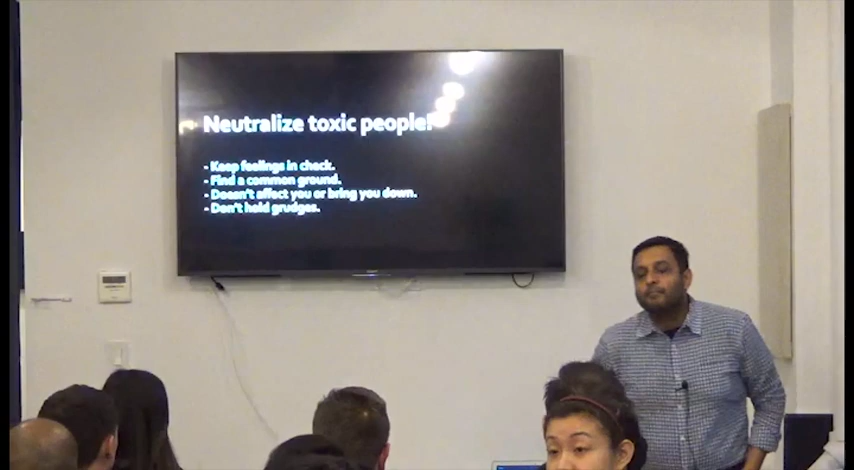 Neutralize toxic people!
- Keep feelings in check.
- Find a common ground.
- Doesn't affect you or bring you down.
- Don't hold grudges.